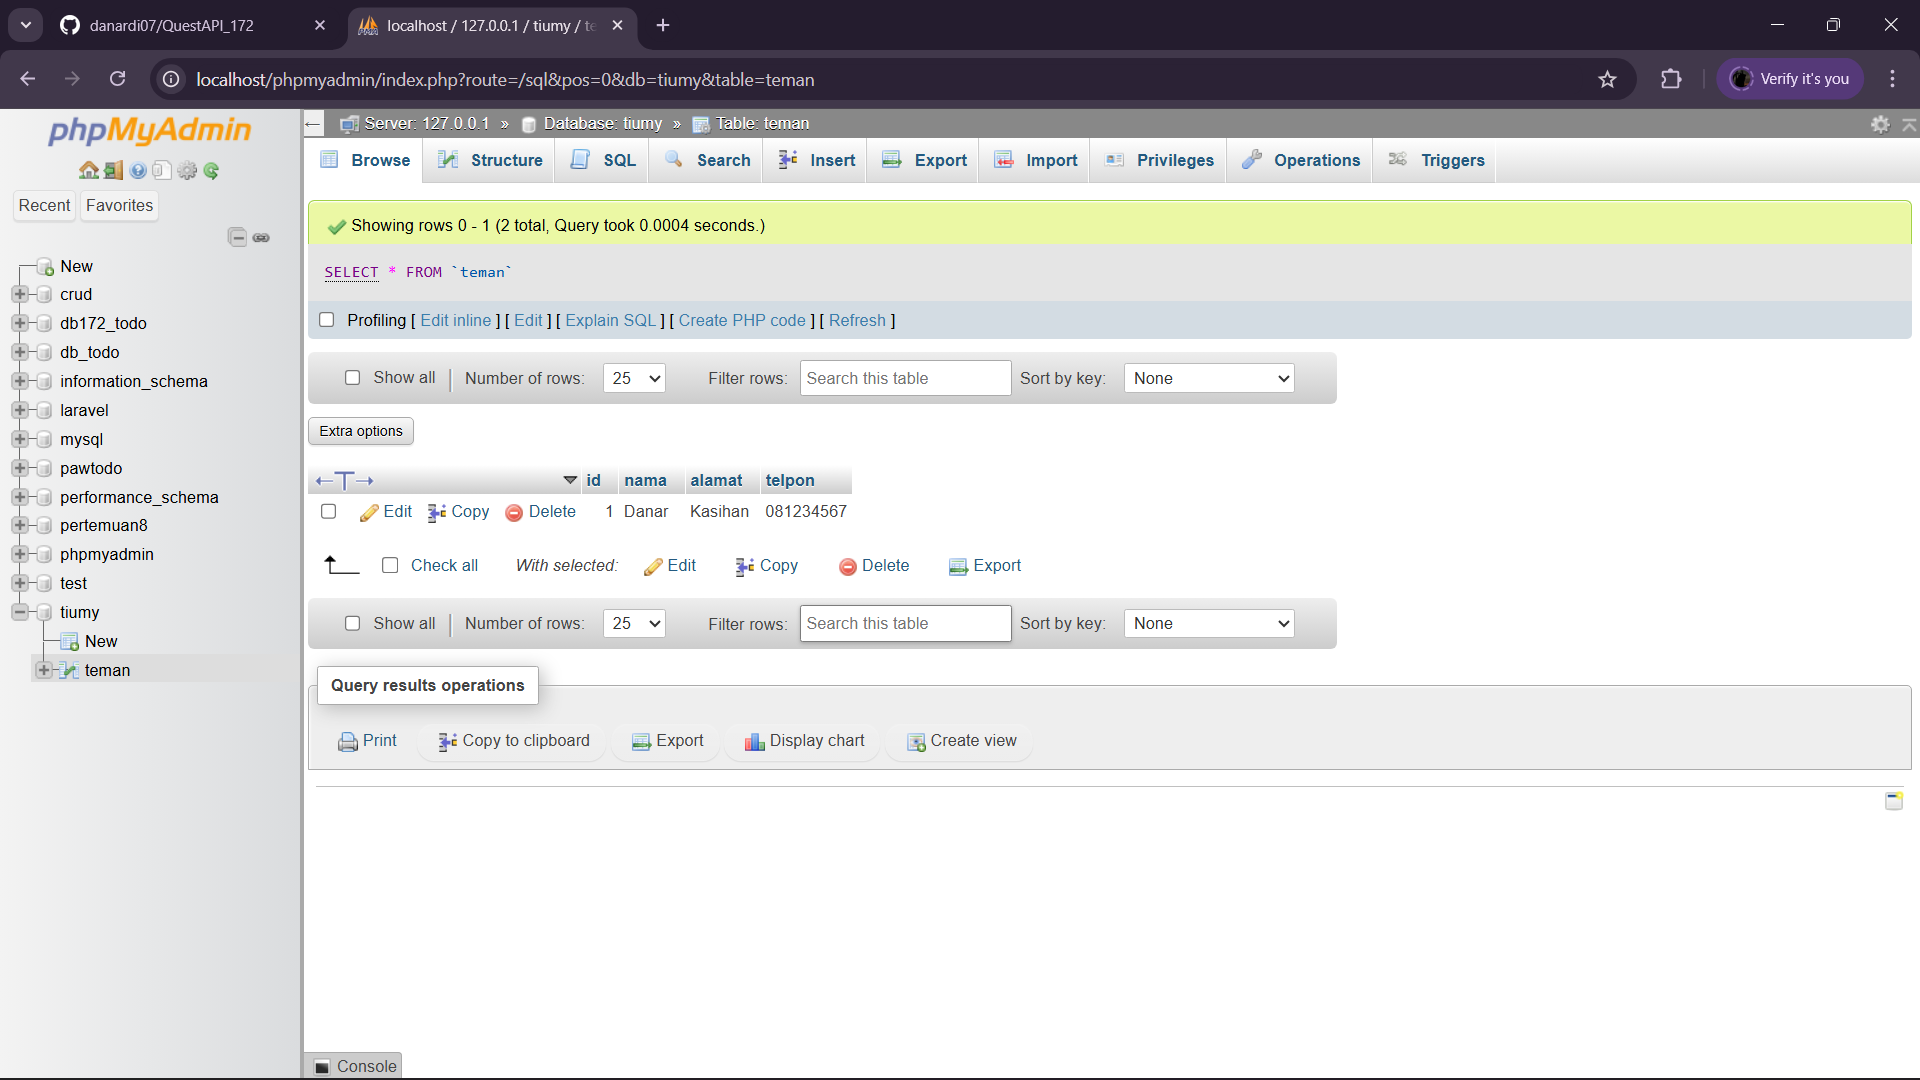 danardi07/QuestAPI_172
localhost / 127.0.0.1 / tiumy / te
localhost/phpmyadmin/index.php?route=/sql&pos=0&db=tiumy&table=teman
Verify it's you
phpMyAdmin
Recent Favorites
New
crud
db172_todo
db_todo
information_schema
laravel
mysql
pawtodo
performance_schema
pertemuan8
phpmyadmin
test
tiumy
New
teman
Server: 127.0.0.1 » Database: tiumy » Table: teman
Browse Structure SQL Search Insert Export Import Privileges Operations Triggers
Showing rows 0 - 1 (2 total, Query took 0.0004 seconds.)
SELECT * FROM `teman`
Profiling [ Edit inline ] [ Edit ] [ Explain SQL ] [ Create PHP code ] [ Refresh ]
Show all | Number of rows: 25 Filter rows: Search this table Sort by key: None
Extra options
←T→ id nama alamat telpon
Edit Copy Delete 1 Danar Kasihan 081234567
Check all With selected: Edit Copy Delete Export
Show all | Number of rows: 25 Filter rows: Search this table Sort by key: None
Query results operations
Print Copy to clipboard Export Display chart Create view
Console